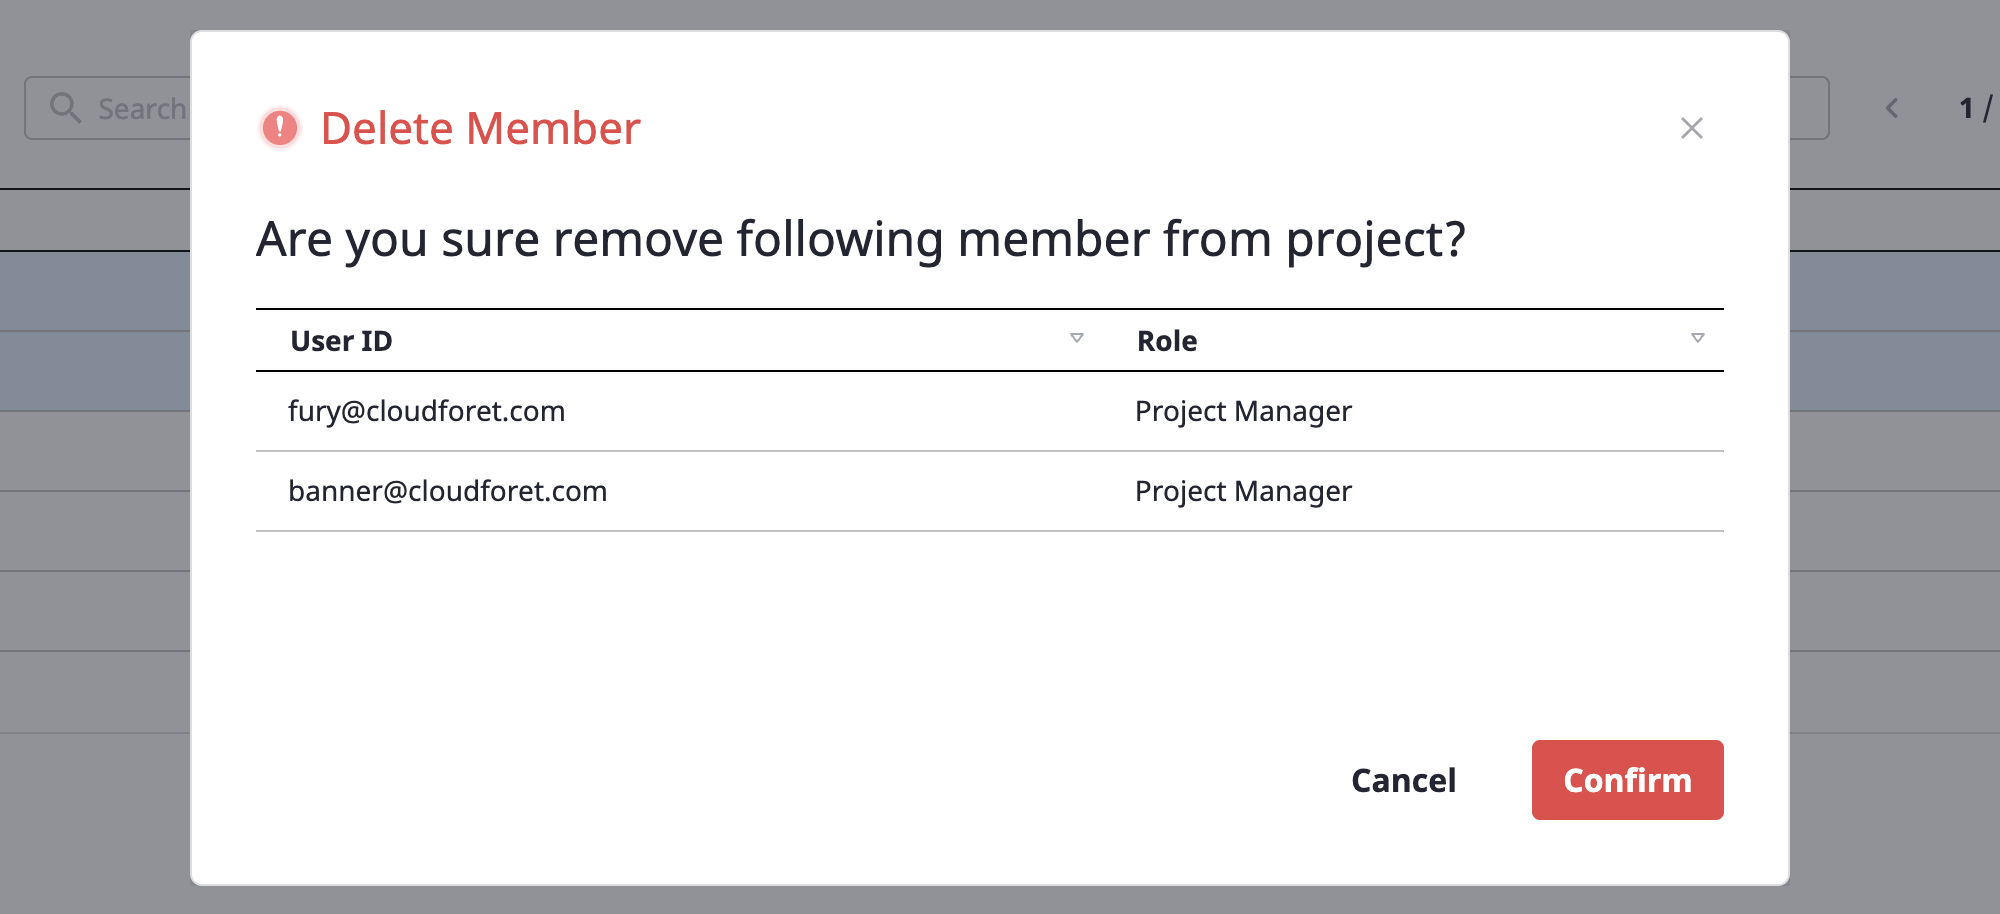 Search
1 /
Delete Member
Are you sure remove following member from project?
User ID Role
fury@cloudforet.com Project Manager
banner@cloudforet.com Project Manager
Cancel Confirm